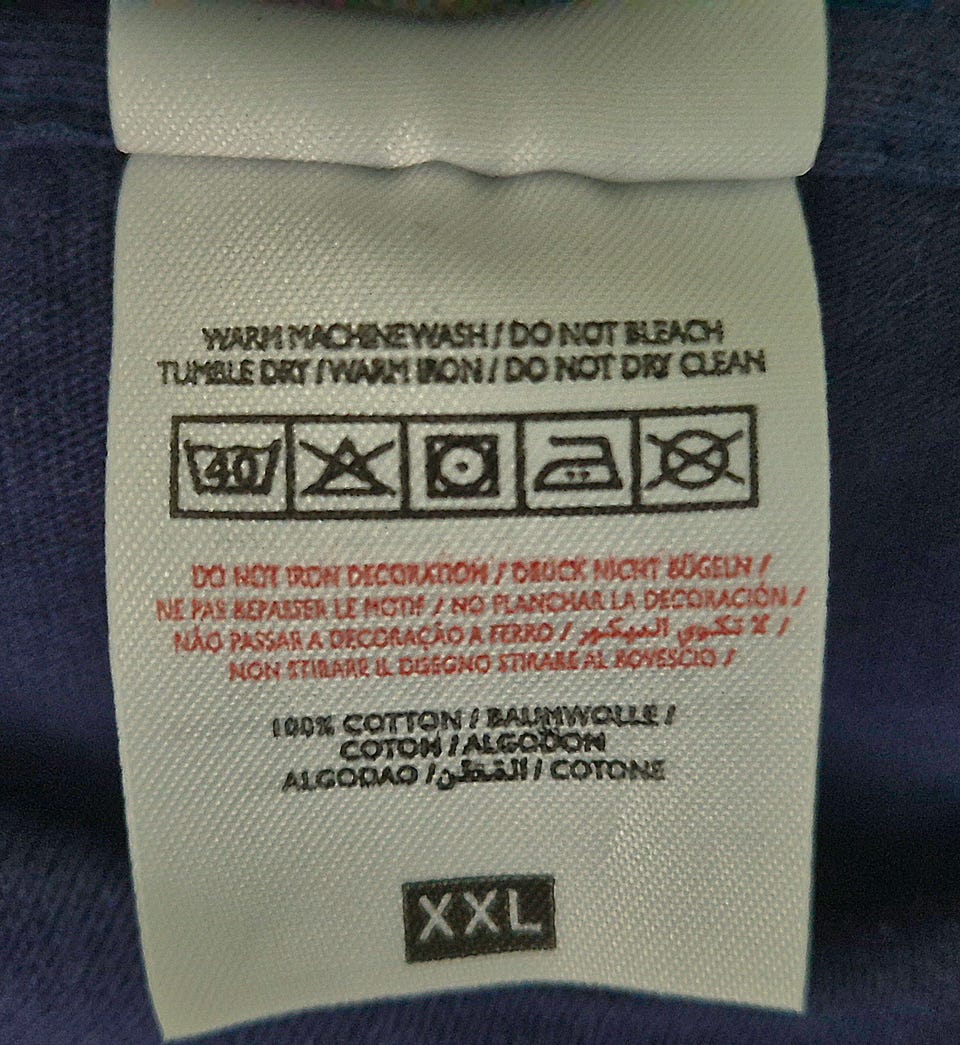 WARM MACHINE WASH / DO NOT BLEACH
TUMBLE DRY / WARM IRON / DO NOT DRY CLEAN
40
DO NOT IRON DECORATION / DRUCK NICHT BÜGELN /
NE PAS REPASSER LE MOTIF / NO PLANCHAR LA DECORACIÓN /
NÃO PASSAR A DECORAÇÃO A FERRO / لا تكوي الديكور /
NON STIRARE IL DISEGNO STIRARE AL ROVESCIO /
100% COTTON / BAUMWOLLE /
COTON / ALGODON
ALGODAO / القطن / COTONE
XXL